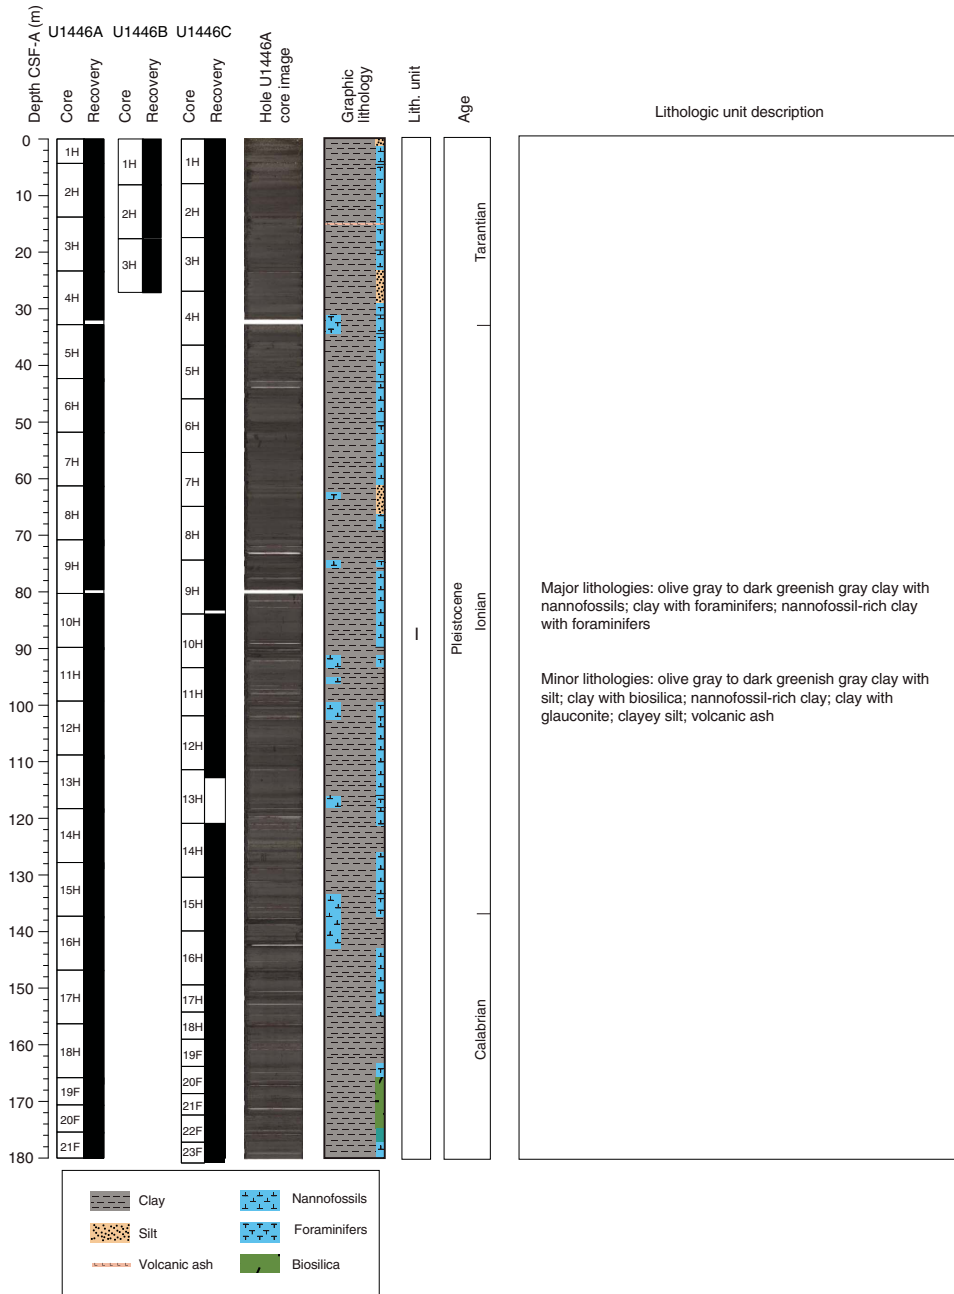 Depth CSF-A (m)
U1446A U1446B U1446C
Core
Recovery
Core
Recovery
Core
Recovery
Hole U1446A
core image
Graphic
lithology
Lith. unit
Age
Lithologic unit description
0
10
20
30
40
50
60
70
80
90
100
110
120
130
140
150
160
170
180
1H
2H
3H
4H
5H
6H
7H
8H
9H
10H
11H
12H
13H
14H
15H
16H
17H
18H
19F
20F
21F
1H
2H
3H
1H
2H
3H
4H
5H
6H
7H
8H
9H
10H
11H
12H
13H
14H
15H
16H
17H
18H
19F
20F
21F
22F
23F
I
Pleistocene
Tarantian
Ionian
Calabrian
Major lithologies: olive gray to dark greenish gray clay with
nannofossils; clay with foraminifers; nannofossil-rich clay
with foraminifers
Minor lithologies: olive gray to dark greenish gray clay with
silt; clay with biosilica; nannofossil-rich clay; clay with
glauconite; clayey silt; volcanic ash
Clay
Silt
Volcanic ash
Nannofossils
Foraminifers
Biosilica